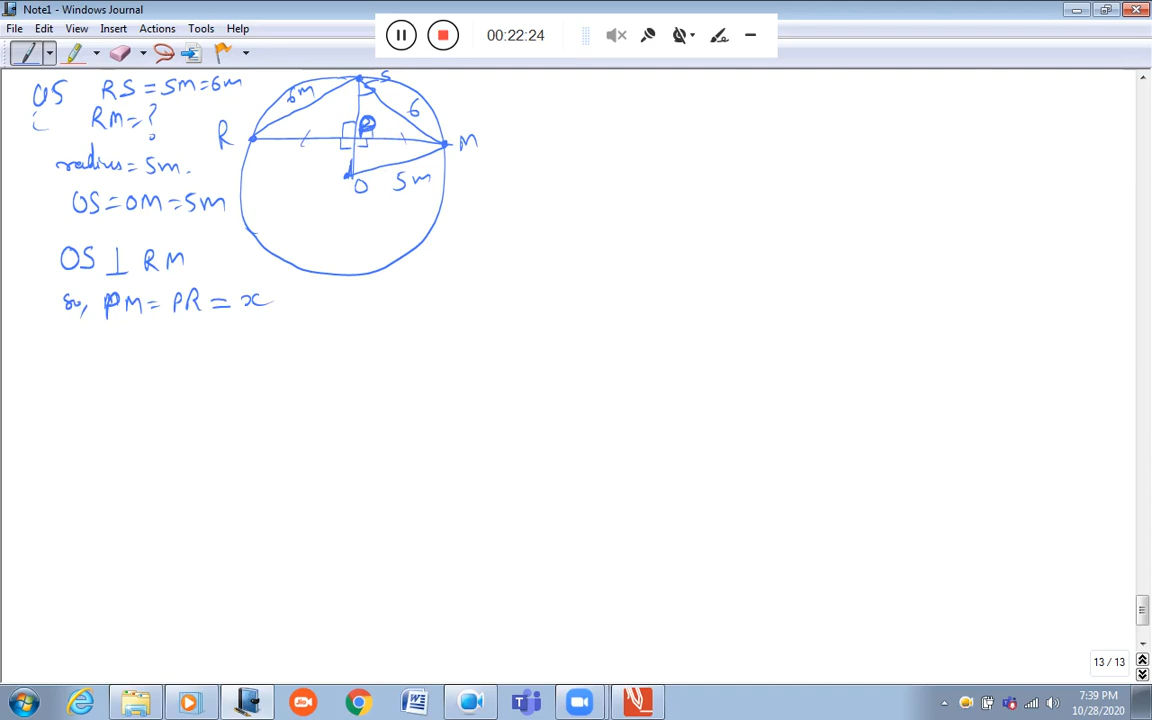 Note1 - Windows Journal
File Edit View Insert Actions Tools Help
00:22:24
OS RS = SM = 6m
RM = ?
radius = 5m.
OS = OM = 5m
OS ⊥ RM
so, PM = PR = x
S
6m
6
R
P
M
O
5m
13 / 13
7:39 PM
10/28/2020